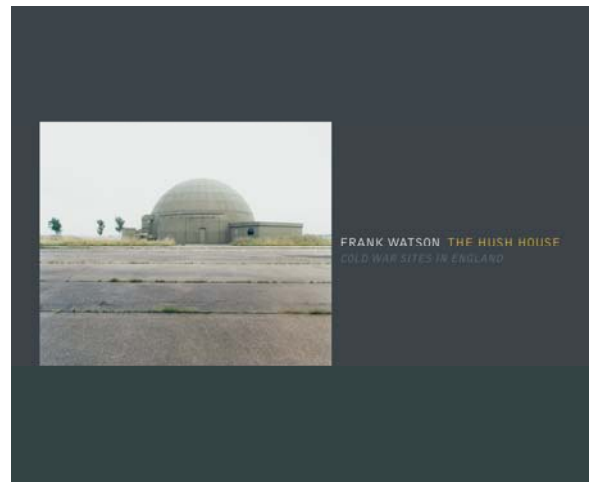 FRANK WATSON THE HUSH HOUSE
COLD WAR SITES IN ENGLAND